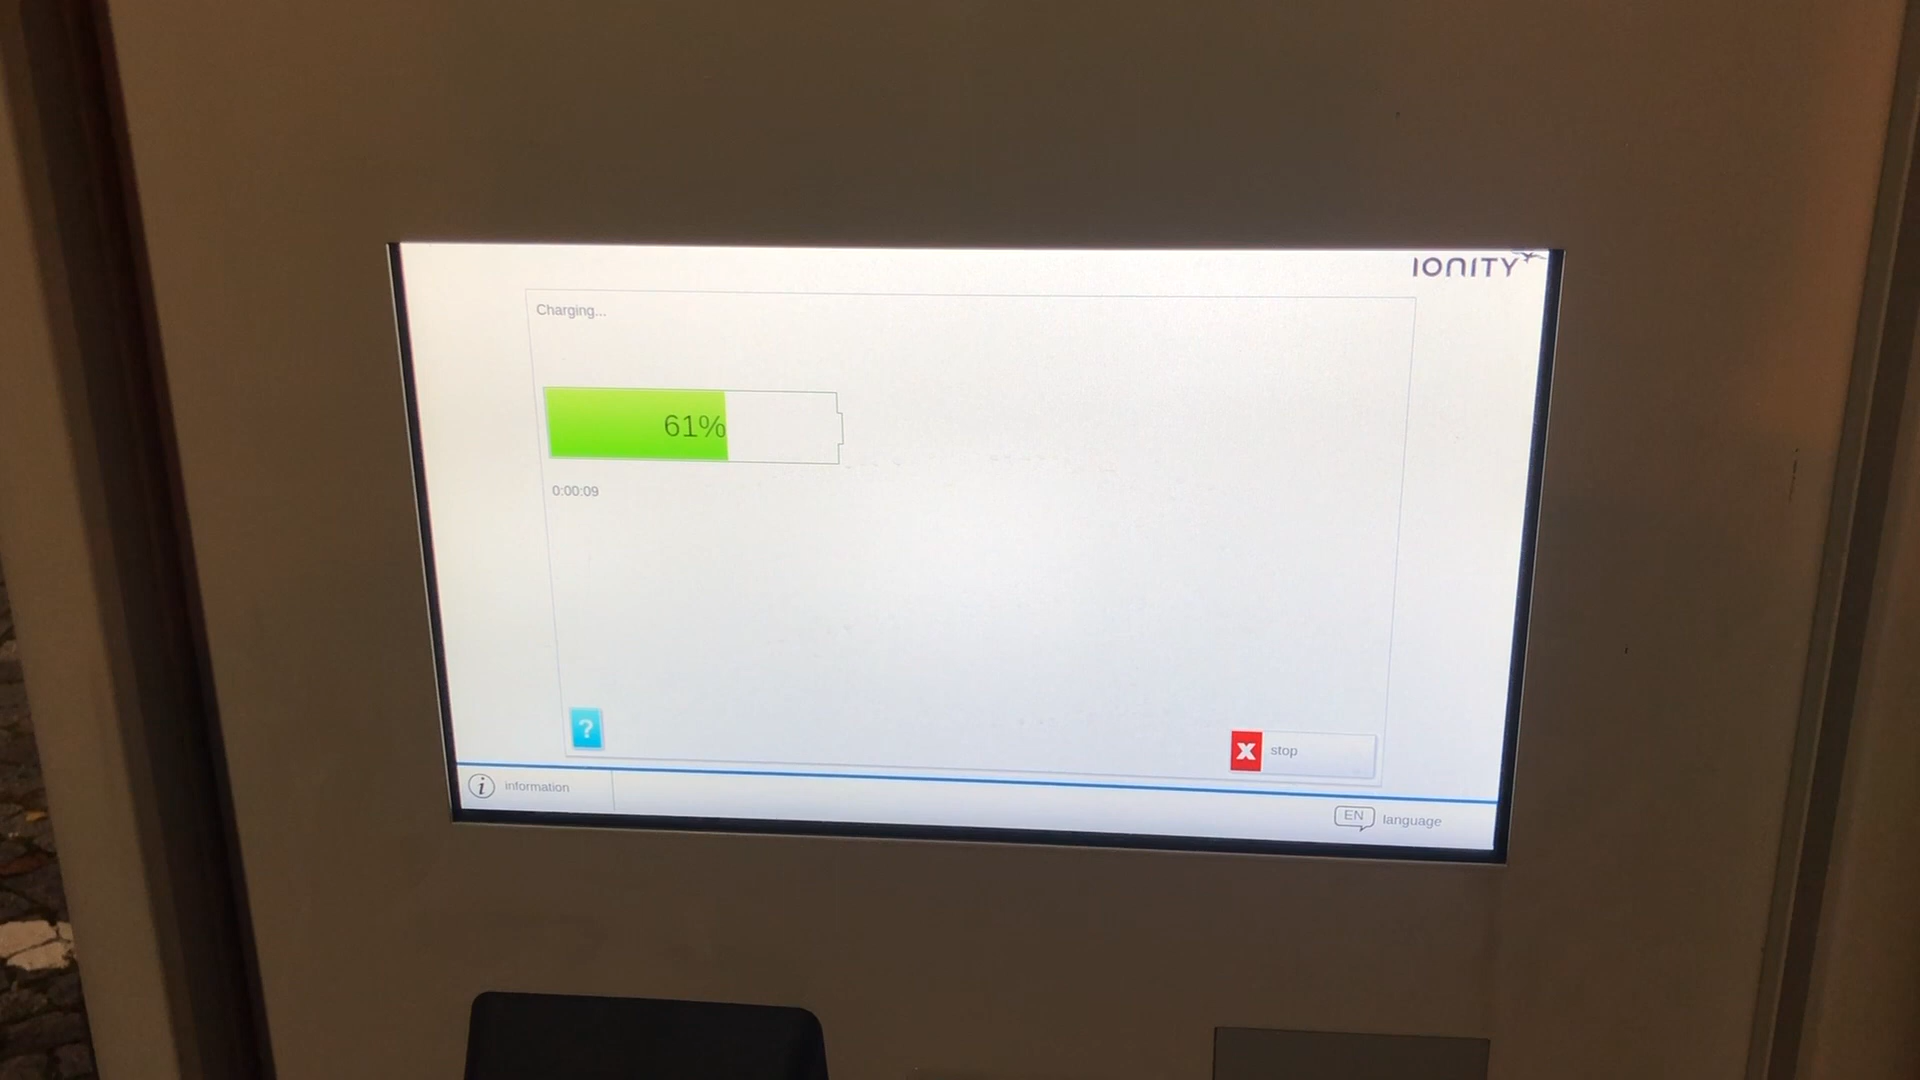 IONITY
Charging...
61%
0:00:09
?
x stop
i information
EN language